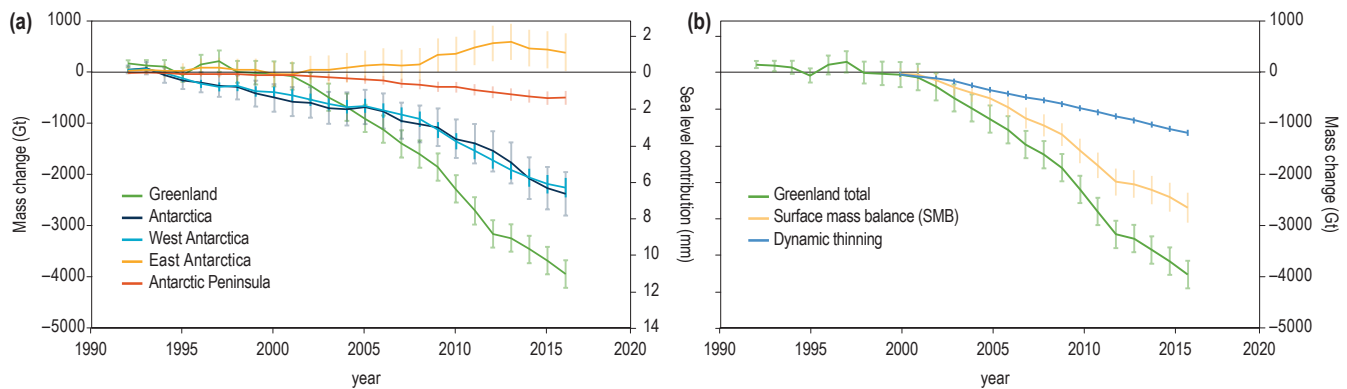 (a)
1000
0
–1000
–2000
–3000
–4000
–5000
Mass change (Gt)
Greenland
Antarctica
West Antarctica
East Antarctica
Antarctic Peninsula
1990
1995
2000
2005
2010
2015
2020
year
2
0
2
4
6
8
10
12
14
Sea level contribution (mm)
(b)
Greenland total
Surface mass balance (SMB)
Dynamic thinning
1990
1995
2000
2005
2010
2015
2020
year
1000
0
–1000
–2000
–3000
–4000
–5000
Mass change (Gt)